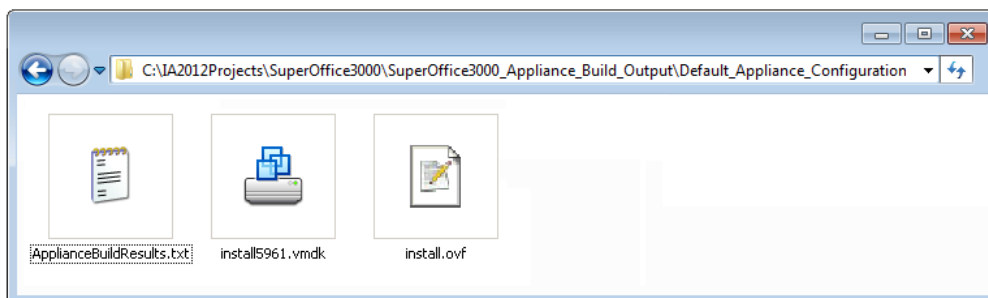 C:\IA2012Projects\SuperOffice3000\SuperOffice3000_Appliance_Build_Output\Default_Appliance_Configuration
ApplianceBuildResults.txt
install5961.vmdk
install.ovf